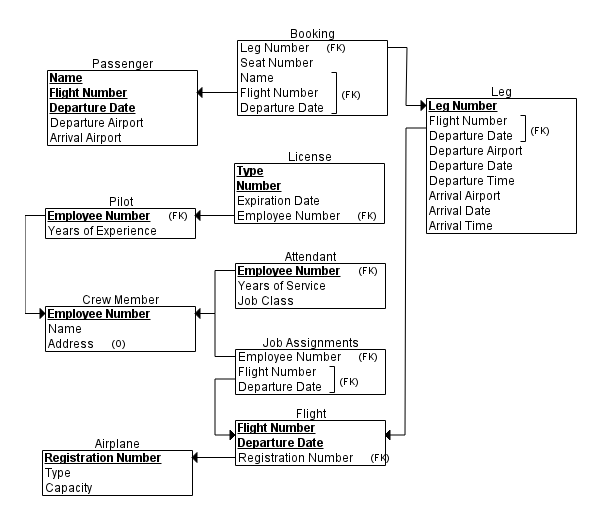 Booking
Leg Number (FK)
Seat Number
Name
Flight Number (FK)
Departure Date
Passenger
Name
Flight Number
Departure Date
Departure Airport
Arrival Airport
Leg
Leg Number
Flight Number
Departure Date (FK)
Departure Airport
Departure Date
Departure Time
Arrival Airport
Arrival Date
Arrival Time
License
Type
Number
Expiration Date
Employee Number (FK)
Pilot
Employee Number (FK)
Years of Experience
Attendant
Employee Number (FK)
Years of Service
Job Class
Crew Member
Employee Number
Name
Address (O)
Job Assignments
Employee Number (FK)
Flight Number
Departure Date (FK)
Flight
Flight Number
Departure Date
Registration Number (FK)
Airplane
Registration Number
Type
Capacity